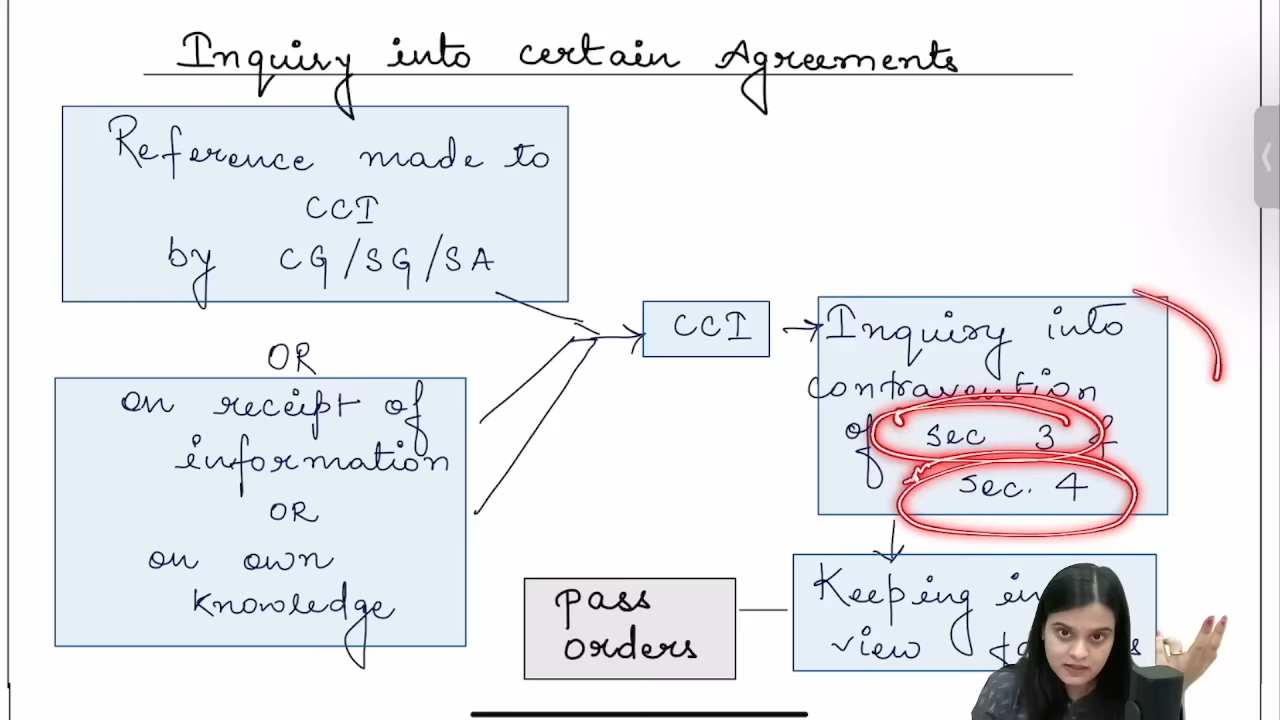 Inquiry into certain Agreements
Reference made to
CCI
by CG/SG/SA
OR
on receipt of
information
OR
on own
knowledge
CCI
Inquiry into
contravention
of sec 3 &
sec. 4
Keeping in
view
Pass
orders